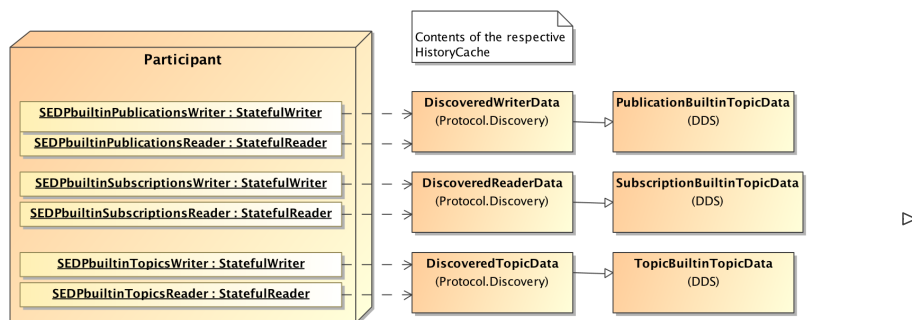 Contents of the respective
HistoryCache
Participant
SEDPbuiltinPublicationsWriter : StatefulWriter
SEDPbuiltinPublicationsReader : StatefulReader
SEDPbuiltinSubscriptionsWriter : StatefulWriter
SEDPbuiltinSubscriptionsReader : StatefulReader
SEDPbuiltinTopicsWriter : StatefulWriter
SEDPbuiltinTopicsReader : StatefulReader
DiscoveredWriterData
(Protocol.Discovery)
PublicationBuiltinTopicData
(DDS)
DiscoveredReaderData
(Protocol.Discovery)
SubscriptionBuiltinTopicData
(DDS)
DiscoveredTopicData
(Protocol.Discovery)
TopicBuiltinTopicData
(DDS)